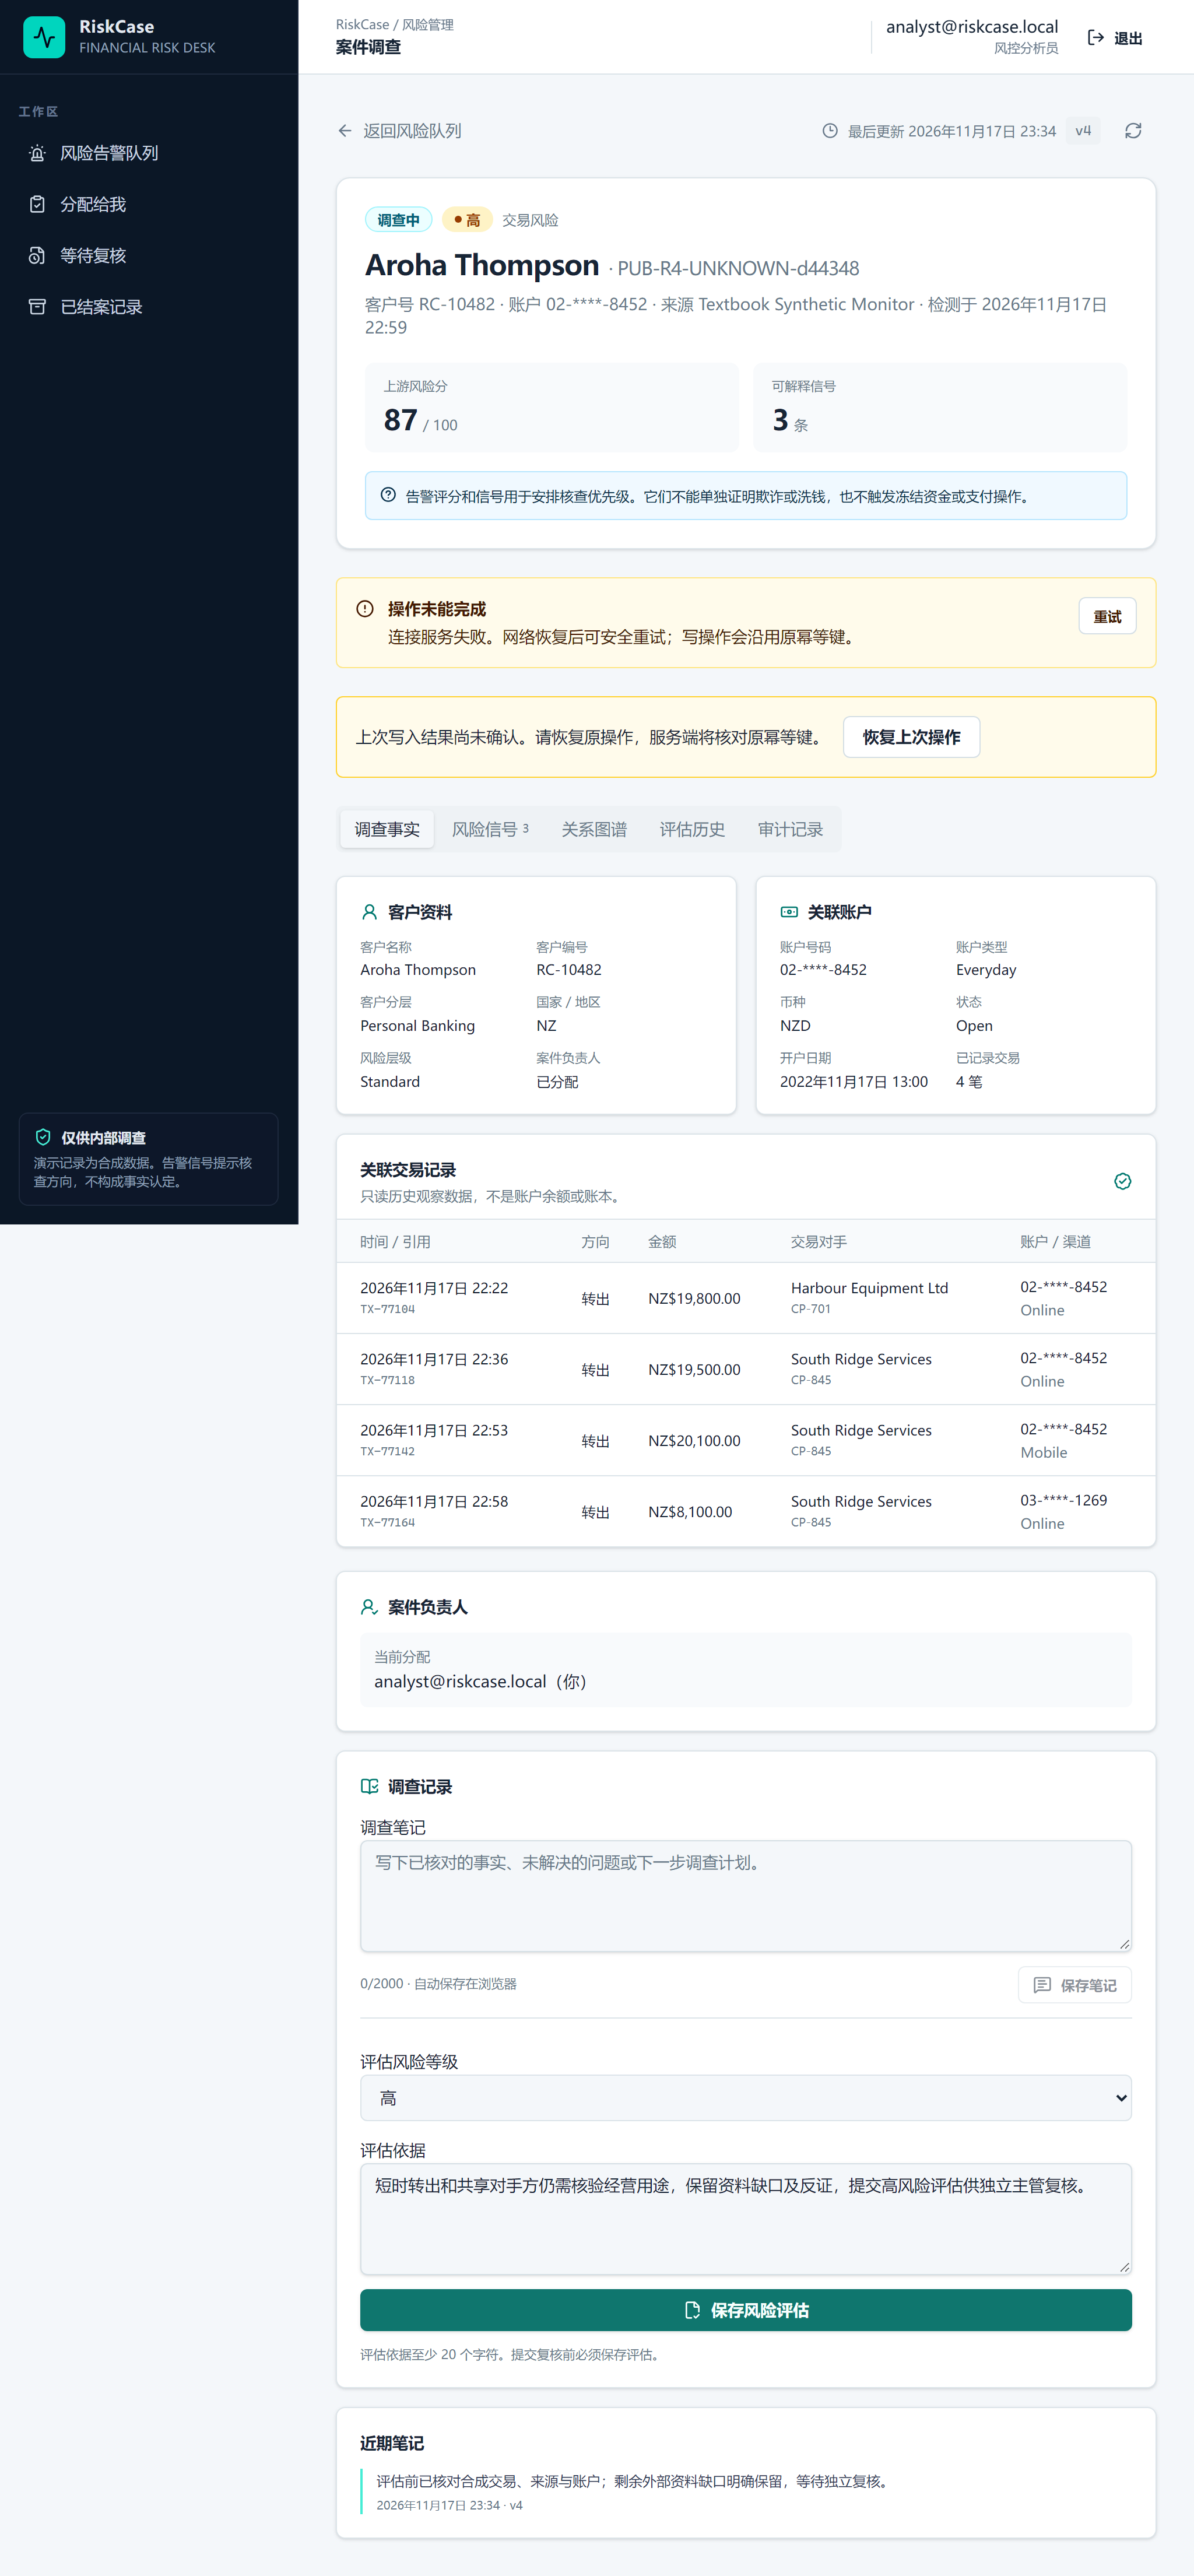 RiskCase
FINANCIAL RISK DESK
工作区
风险告警队列
分配给我
等待复核
已结案记录
仅供内部调查
演示记录为合成数据。告警信号提示核
查方向，不构成事实认定。
RiskCase / 风险管理
案件调查
analyst@riskcase.local
风控分析员
退出
返回风险队列
最后更新 2026年11月17日 23:34 v4
调查中 高 交易风险
Aroha Thompson · PUB-R4-UNKNOWN-d44348
客户号 RC-10482 · 账户 02-****-8452 · 来源 Textbook Synthetic Monitor · 检测于 2026年11月17日
22:59
上游风险分
87 / 100
可解释信号
3 条
告警评分和信号用于安排核查优先级。它们不能单独证明欺诈或洗钱，也不触发冻结资金或支付操作。
操作未能完成
连接服务失败。网络恢复后可安全重试；写操作会沿用原幂等键。
重试
上次写入结果尚未确认。请恢复原操作，服务端将核对原幂等键。
恢复上次操作
调查事实 风险信号 3 关系图谱 评估历史 审计记录
客户资料
客户名称 客户编号
Aroha Thompson RC-10482
客户分层 国家 / 地区
Personal Banking NZ
风险层级 案件负责人
Standard 已分配
关联账户
账户号码 账户类型
02-****-8452 Everyday
币种 状态
NZD Open
开户日期 已记录交易
2022年11月17日 13:00 4 笔
关联交易记录
只读历史观察数据，不是账户余额或账本。
时间 / 引用 方向 金额 交易对手 账户 / 渠道
2026年11月17日 22:22 转出 NZ$19,800.00 Harbour Equipment Ltd 02-****-8452
TX-77104 CP-701 Online
2026年11月17日 22:36 转出 NZ$19,500.00 South Ridge Services 02-****-8452
TX-77118 CP-845 Online
2026年11月17日 22:53 转出 NZ$20,100.00 South Ridge Services 02-****-8452
TX-77142 CP-845 Mobile
2026年11月17日 22:58 转出 NZ$8,100.00 South Ridge Services 03-****-1269
TX-77164 CP-845 Online
案件负责人
当前分配
analyst@riskcase.local（你）
调查记录
调查笔记
写下已核对的事实、未解决的问题或下一步调查计划。
0/2000 · 自动保存在浏览器
保存笔记
评估风险等级
高
评估依据
短时转出和共享对手方仍需核验经营用途，保留资料缺口及反证，提交高风险评估供独立主管复核。
保存风险评估
评估依据至少 20 个字符。提交复核前必须保存评估。
近期笔记
评估前已核对合成交易、来源与账户；剩余外部资料缺口明确保留，等待独立复核。
2026年11月17日 23:34 · v4